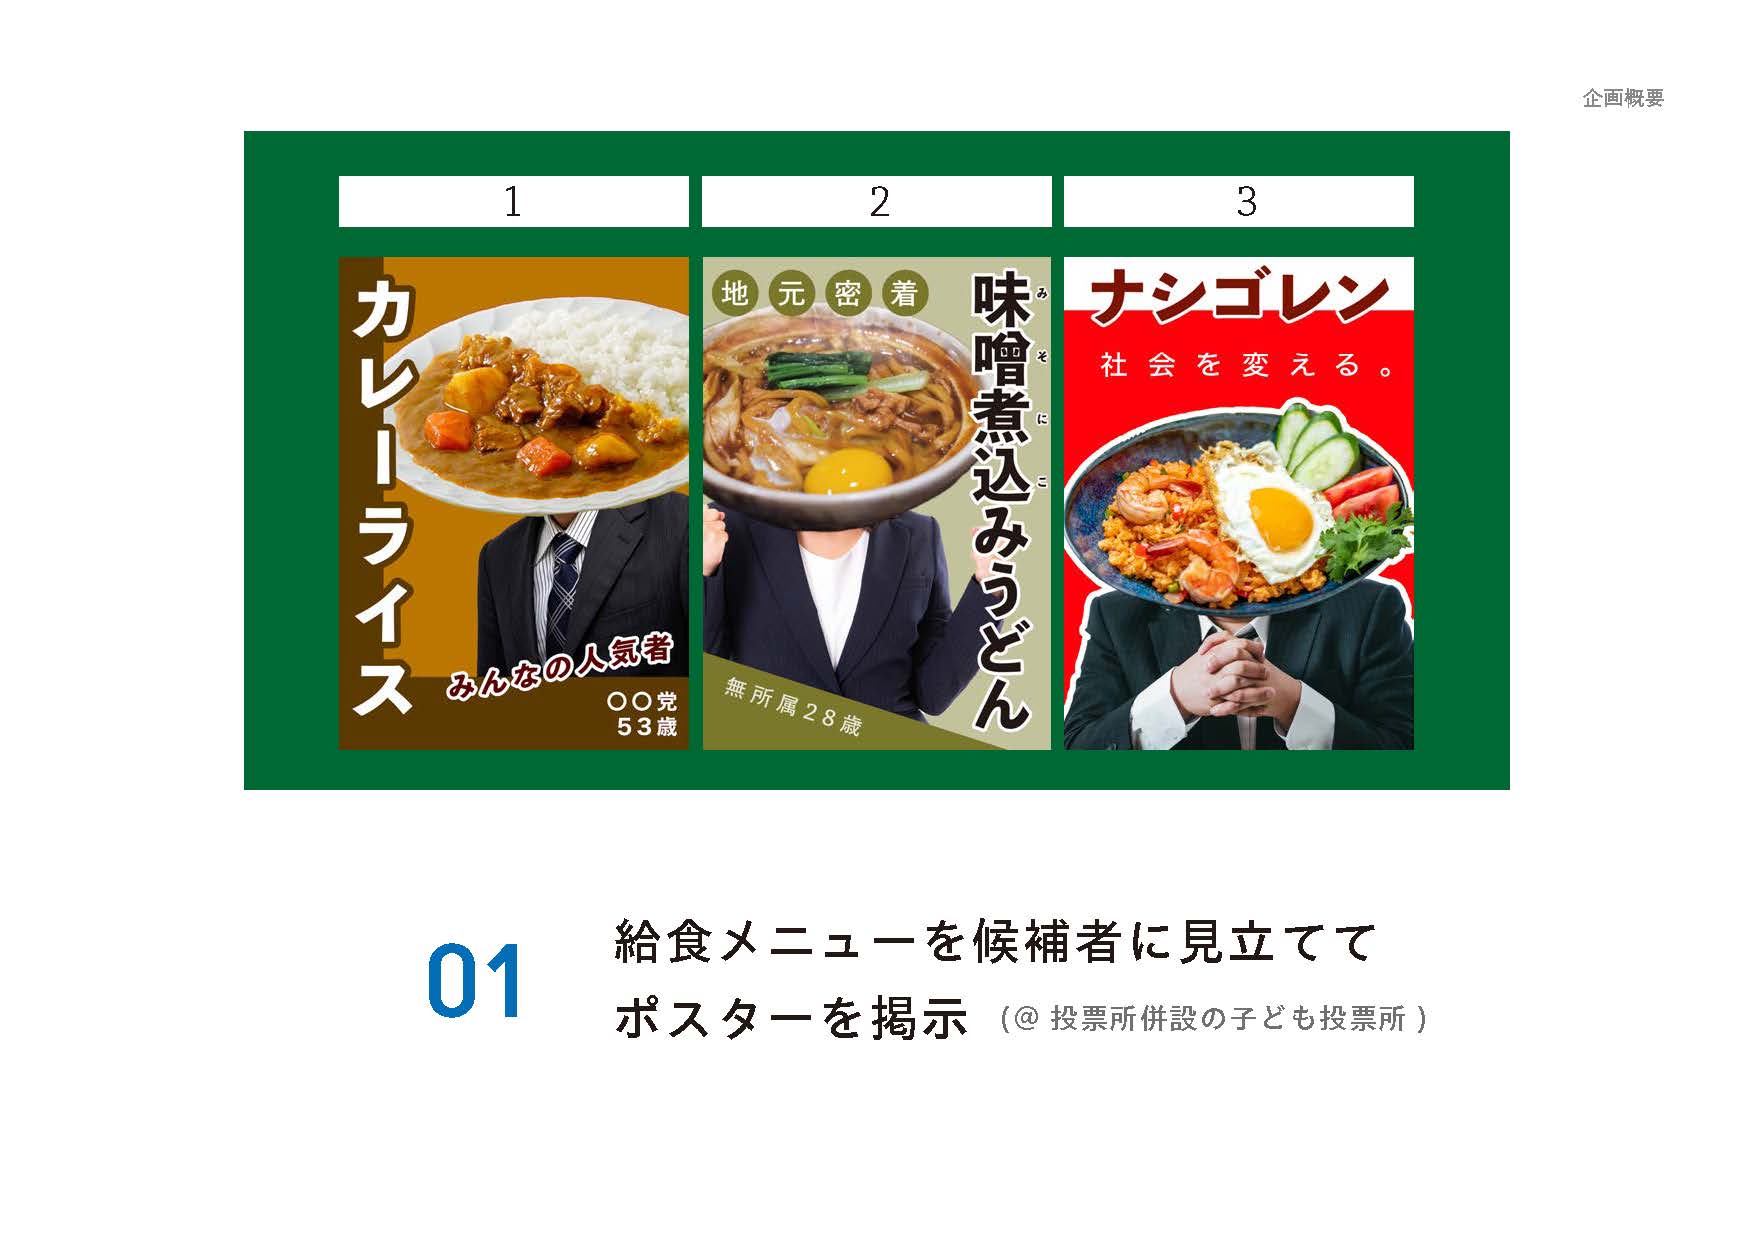 企画概要
1
2
3
カレーライス
みんなの人気者
〇〇党
53歳
地元密着
味噌煮込みうどん
みそにこ
無所属28歳
ナシゴレン
社会を変える。
01
給食メニューを候補者に見立てて
ポスターを掲示 (@ 投票所併設の子ども投票所 )